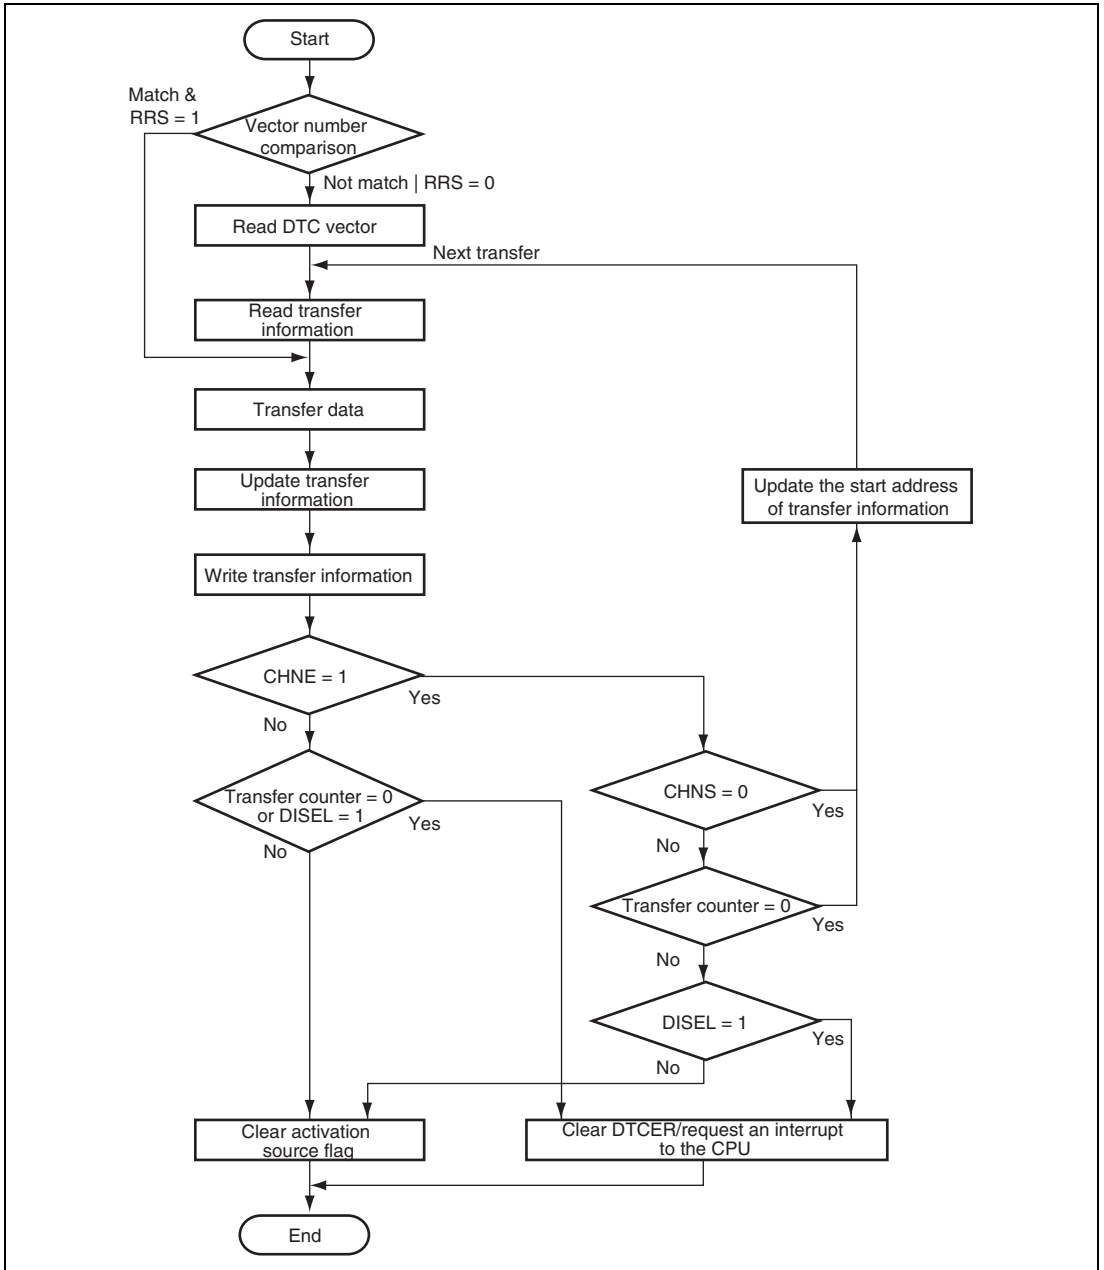 Start
Match &
RRS = 1
Vector number
comparison
Not match | RRS = 0
Read DTC vector
Next transfer
Read transfer
information
Transfer data
Update transfer
information
Update the start address
of transfer information
Write transfer information
CHNE = 1
Yes
No
Transfer counter = 0
or DISEL = 1
Yes
No
CHNS = 0
Yes
No
Transfer counter = 0
Yes
No
DISEL = 1
Yes
No
Clear activation
source flag
Clear DTCER/request an interrupt
to the CPU
End